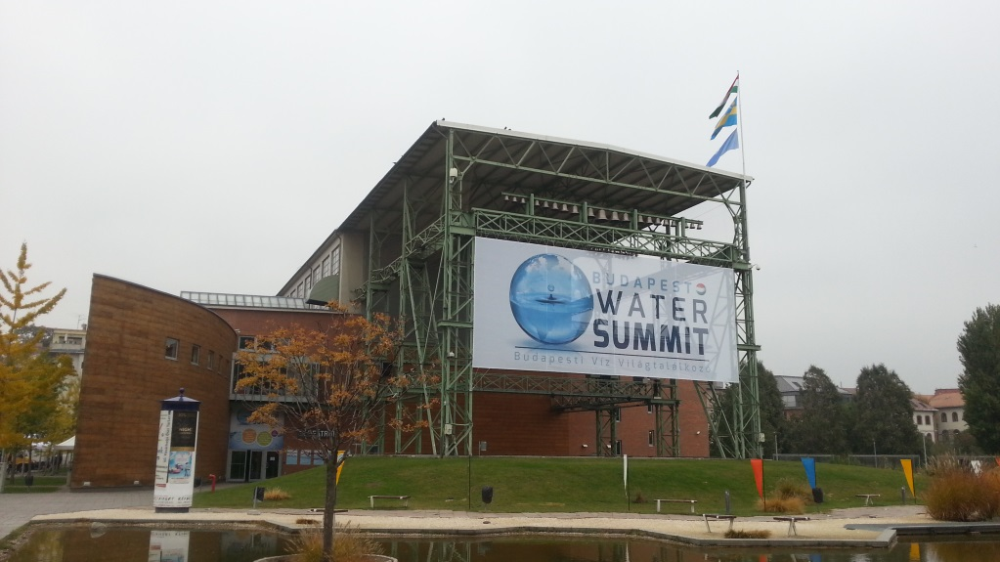 BUDAPEST
WATER
SUMMIT
Budapesti Víz Világtalálkozó